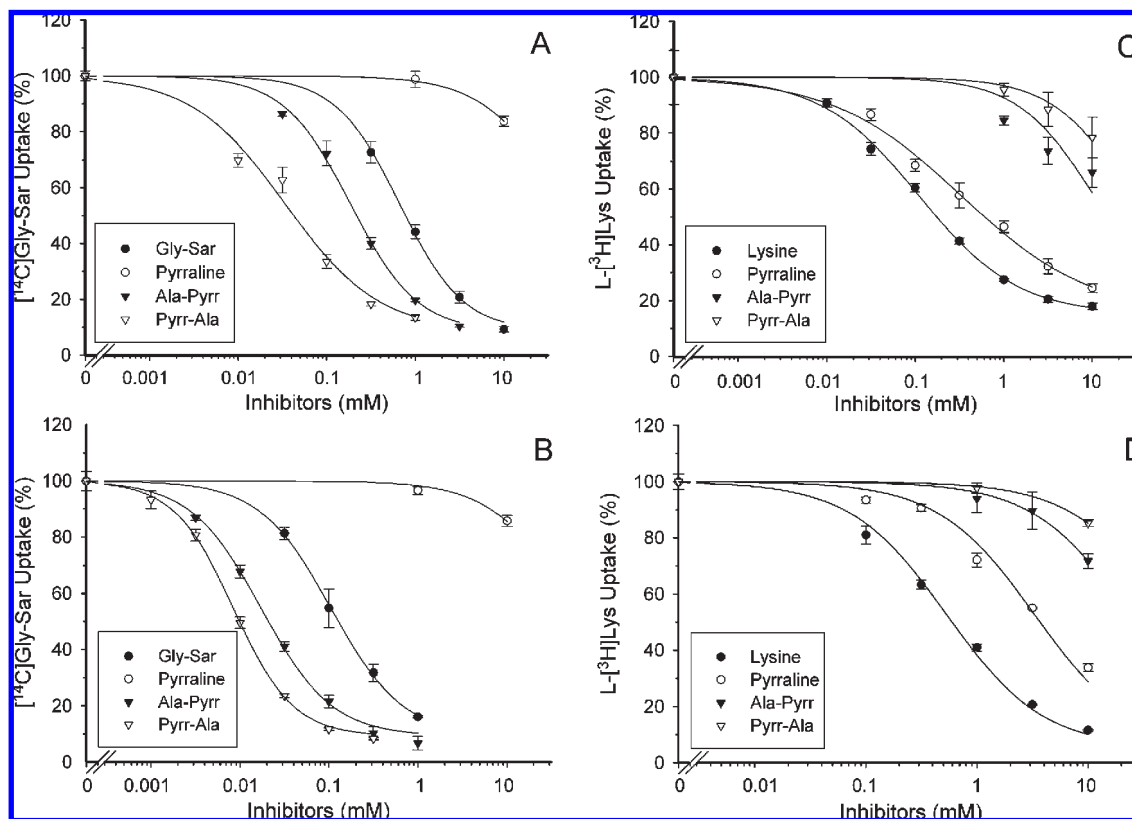 A
[¹⁴C]Gly-Sar Uptake (%)
120
100
80
60
40
20
0
Gly-Sar
Pyrraline
Ala-Pyrr
Pyrr-Ala
0 0.001 0.01 0.1 1 10
Inhibitors (mM)
C
L-[³H]Lys Uptake (%)
120
100
80
60
40
20
0
Lysine
Pyrraline
Ala-Pyrr
Pyrr-Ala
0 0.001 0.01 0.1 1 10
Inhibitors (mM)
B
[¹⁴C]Gly-Sar Uptake (%)
120
100
80
60
40
20
0
Gly-Sar
Pyrraline
Ala-Pyrr
Pyrr-Ala
0 0.001 0.01 0.1 1 10
Inhibitors (mM)
D
L-[³H]Lys Uptake (%)
120
100
80
60
40
20
0
Lysine
Pyrraline
Ala-Pyrr
Pyrr-Ala
0 0.01 0.1 1 10
Inhibitors (mM)